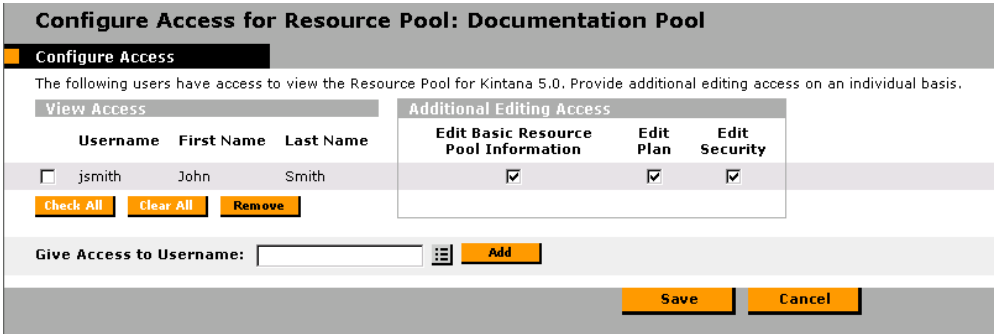 Configure Access for Resource Pool: Documentation Pool
Configure Access
The following users have access to view the Resource Pool for Kintana 5.0. Provide additional editing access on an individual basis.
View Access
Additional Editing Access
Username First Name Last Name
Edit Basic Resource Pool Information
Edit Plan
Edit Security
jsmith John Smith
Check All Clear All Remove
Give Access to Username: Add
Save Cancel